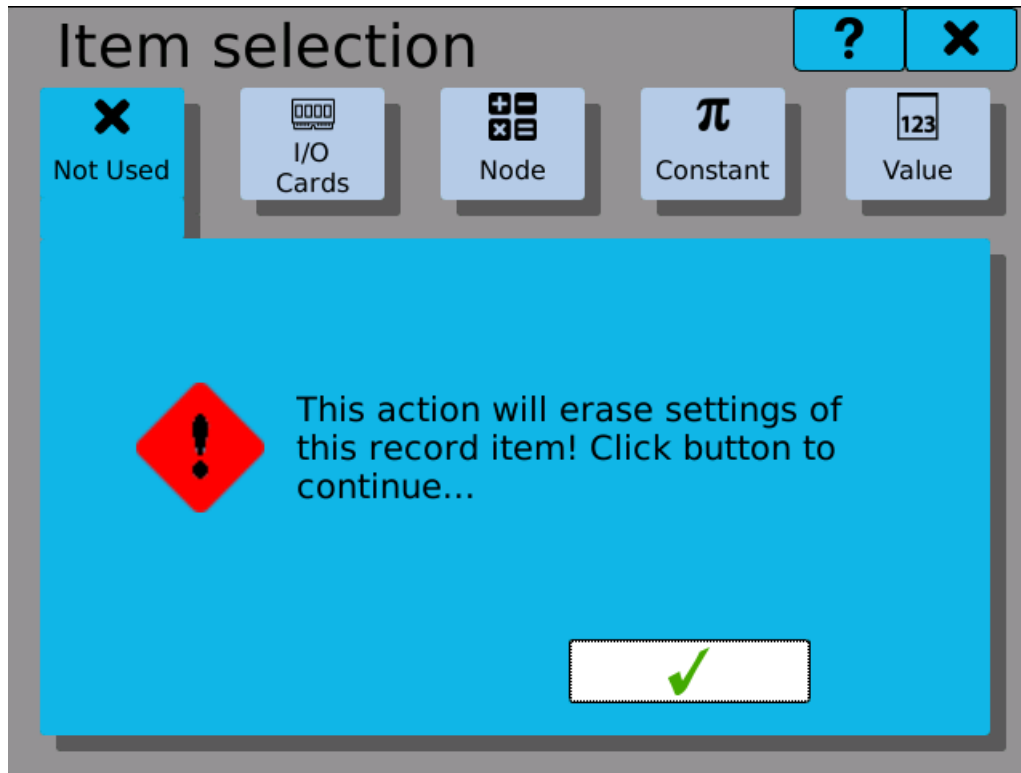 Item selection
?
Not Used
I/O
Cards
Node
π
Constant
123
Value
This action will erase settings of
this record item! Click button to
continue...